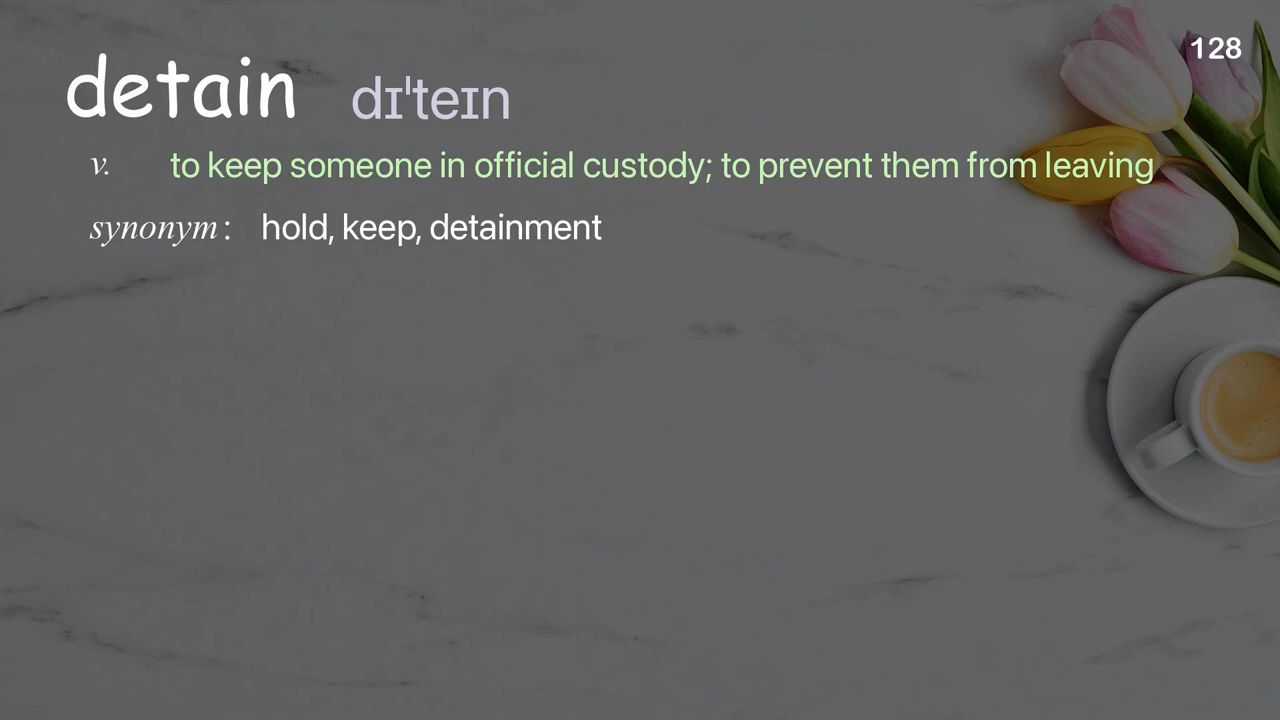 128
detain dɪˈteɪn
v. to keep someone in official custody; to prevent them from leaving
synonym: hold, keep, detainment